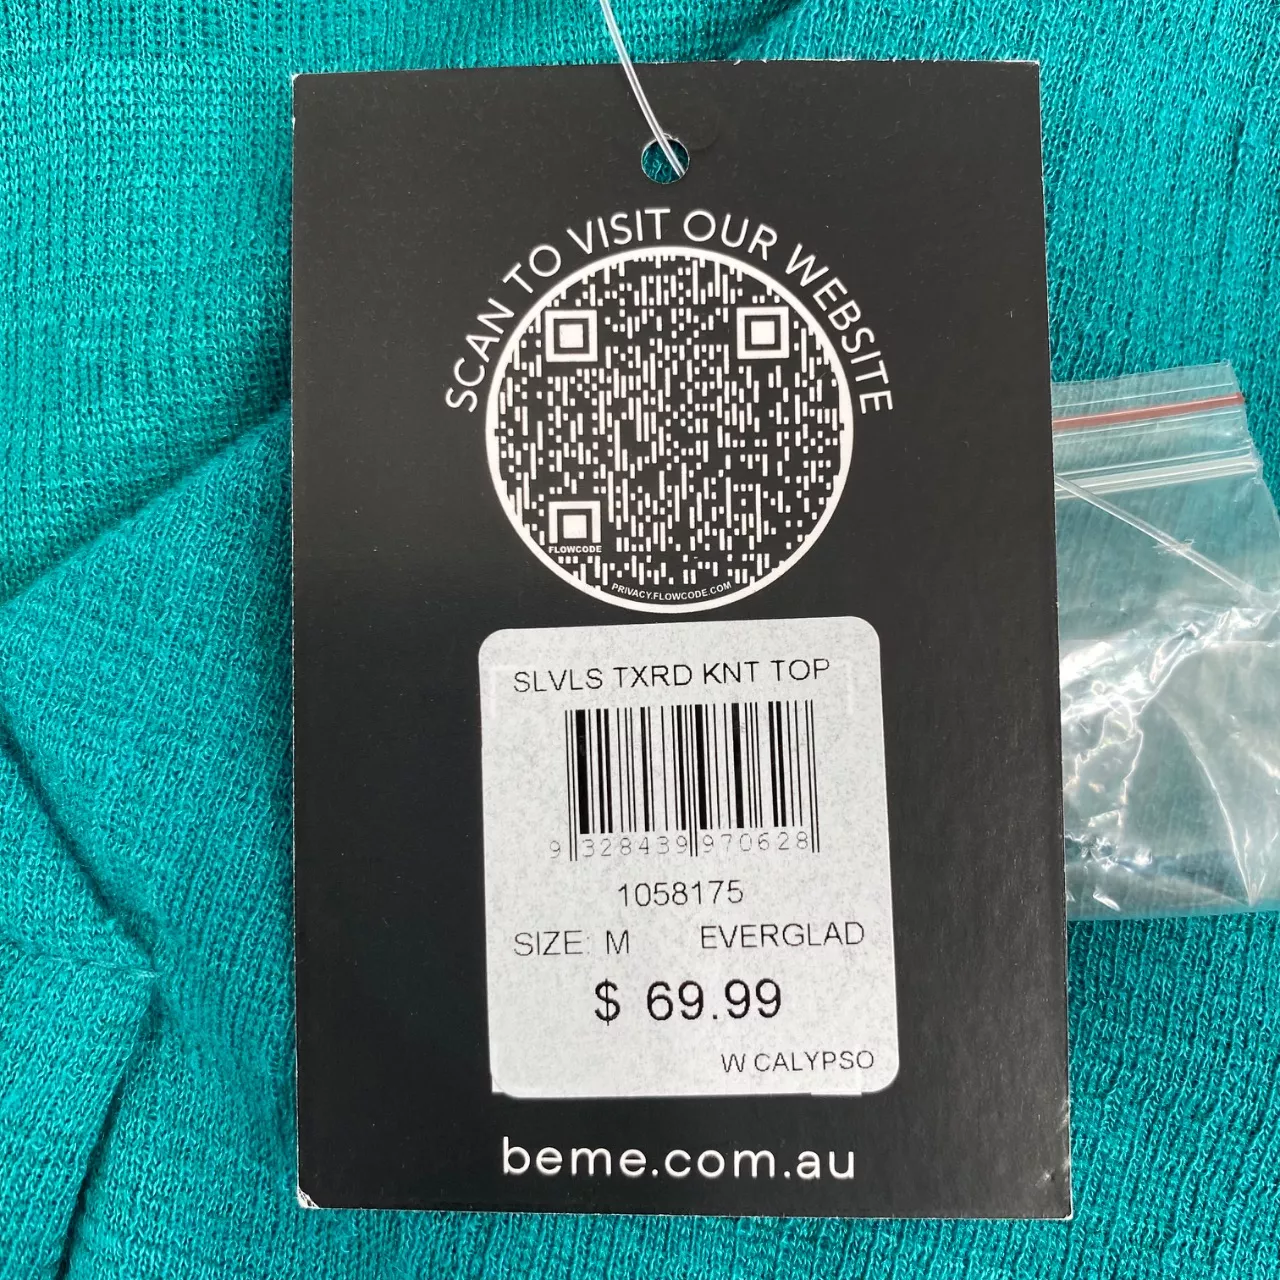 SCAN TO VISIT OUR WEBSITE
FLOWCODE
PRIVACY.FLOWCODE.COM
SLVLS TXRD KNT TOP
9 328439 970628
1058175
SIZE: M EVERGLAD
$ 69.99
W CALYPSO
beme.com.au